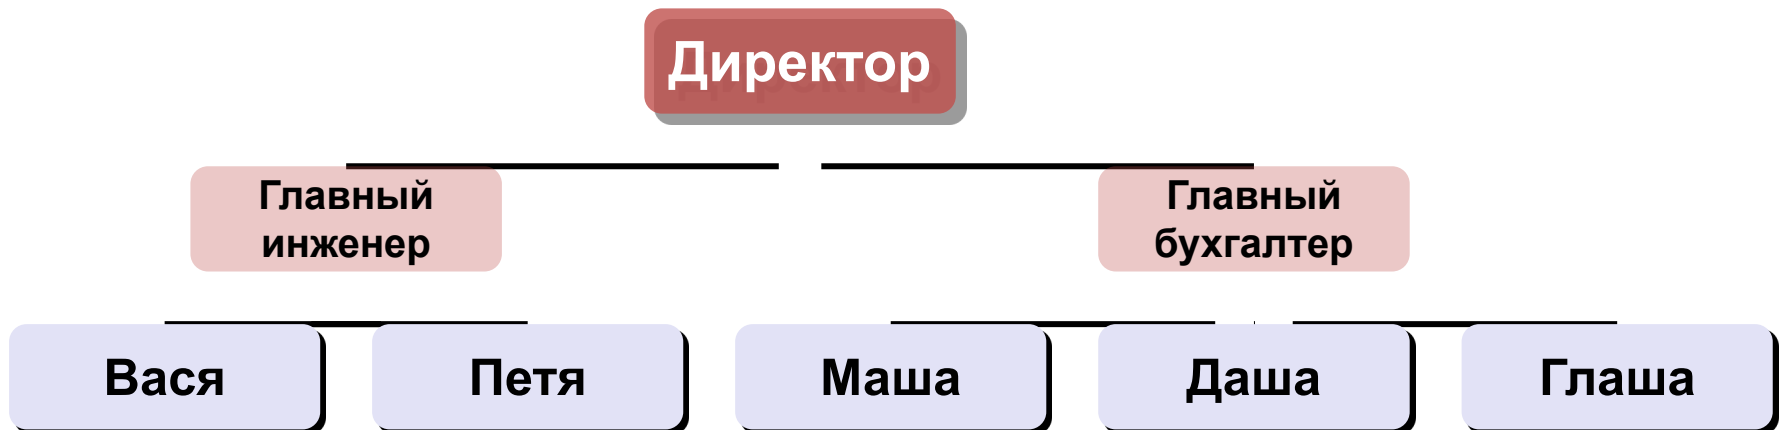 Директор
Главный
инженер
Главный
бухгалтер
Вася
Петя
Маша
Даша
Глаша